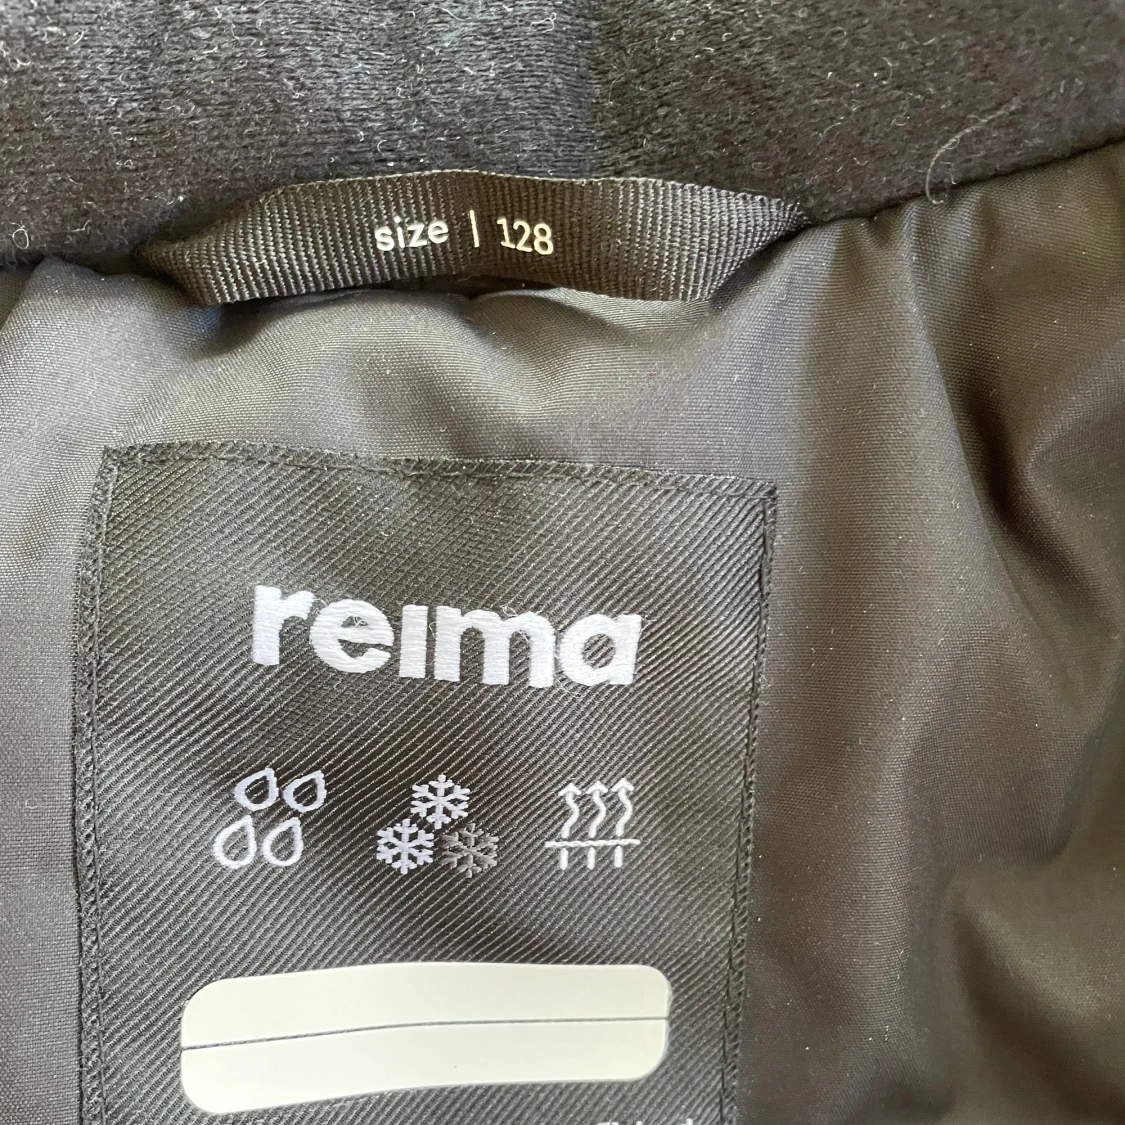 size | 128
reima